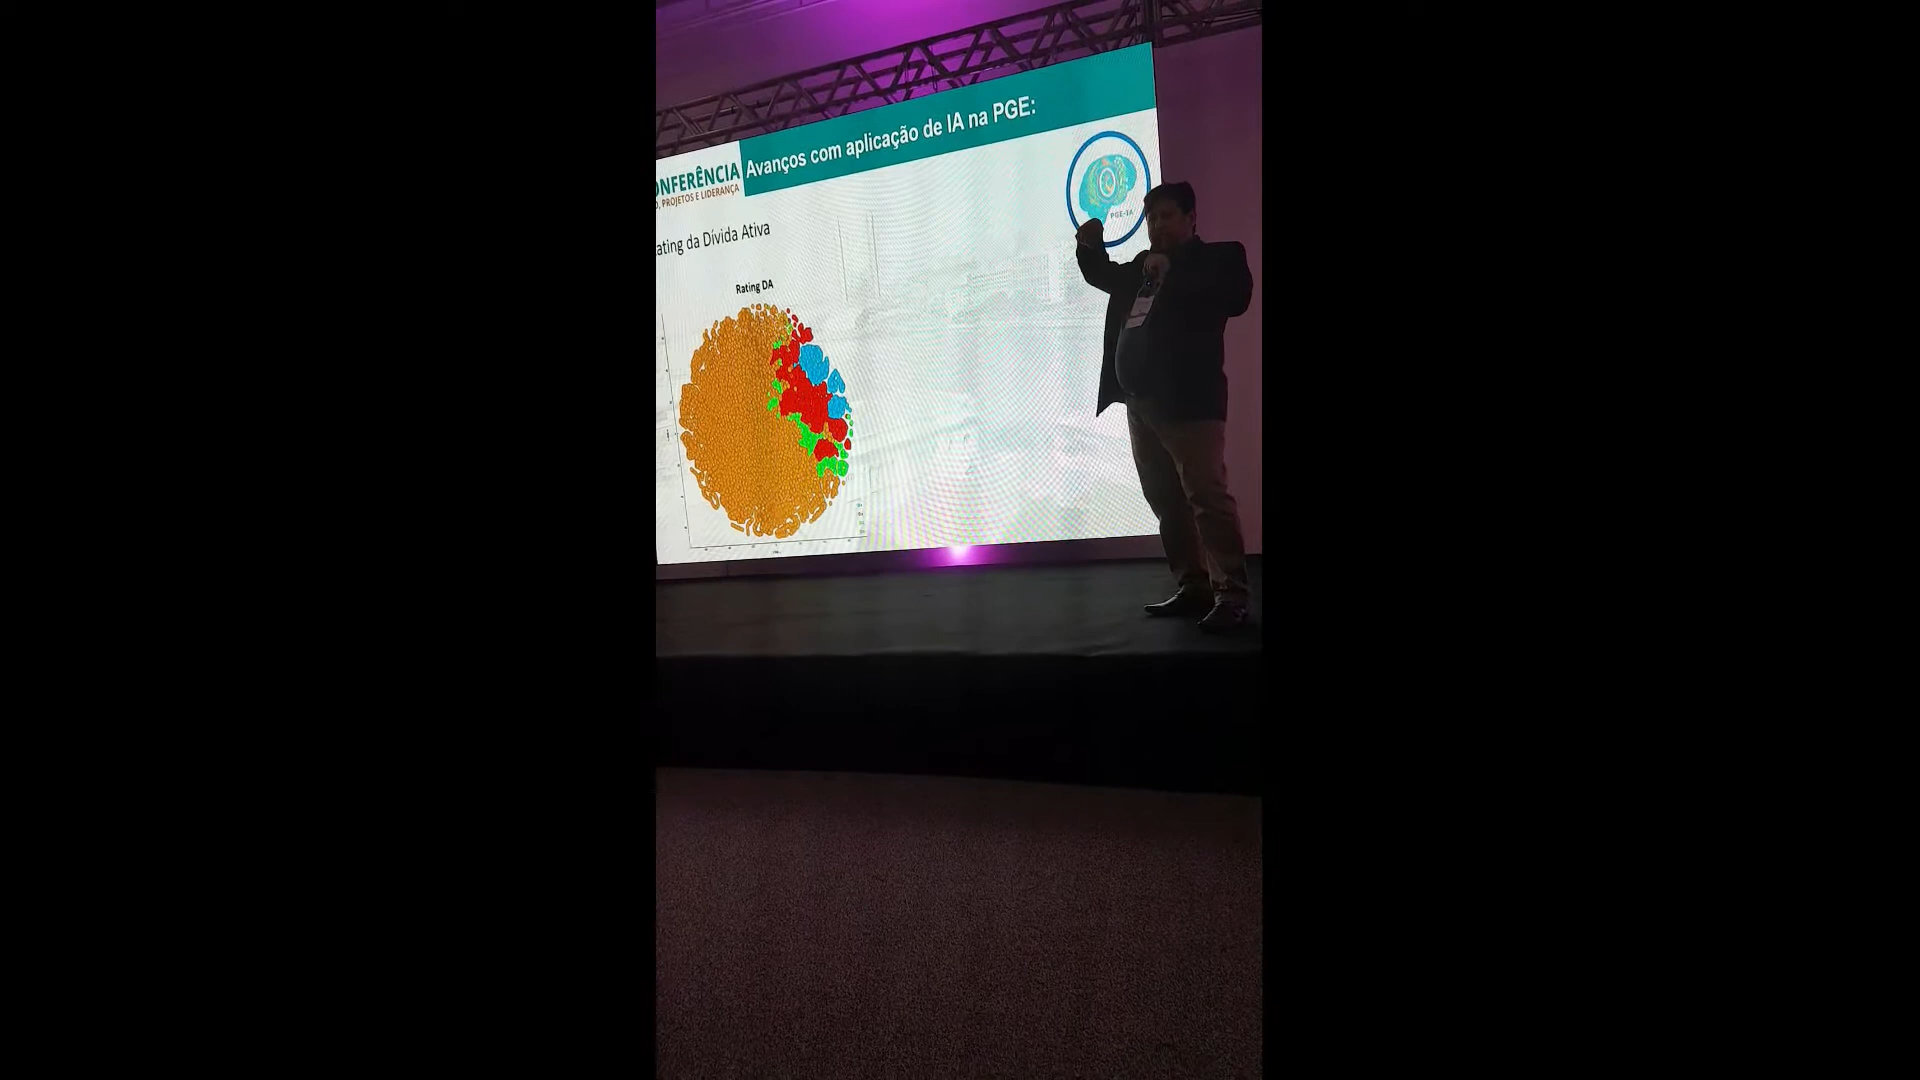 Avanços com aplicação de IA na PGE:
ONFERÊNCIA
, PROJETOS E LIDERANÇA
PGE-IA
ating da Dívida Ativa
Rating DA